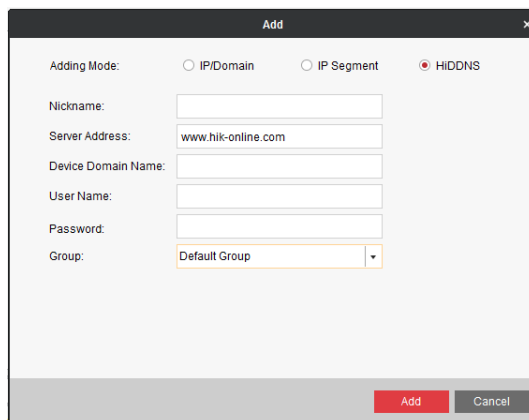 Add
Adding Mode: IP/Domain IP Segment HiDDNS
Nickname:
Server Address: www.hik-online.com
Device Domain Name:
User Name:
Password:
Group: Default Group
Add Cancel